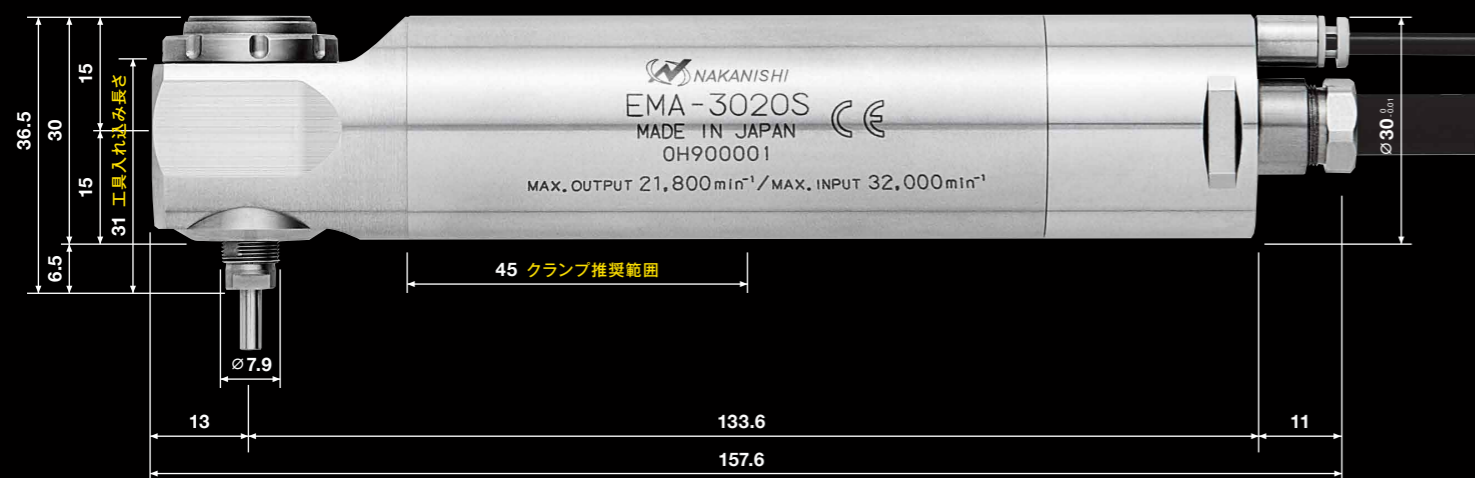 NAKANISHI
EMA-3020S
MADE IN JAPAN
CE
0H900001
MAX. OUTPUT 21,800min⁻¹/MAX. INPUT 32,000min⁻¹
36.5
30
15
15
31 工具入れ込み長さ
6.5
45 クランプ推奨範囲
⌀30 0 -0.01
⌀7.9
13
133.6
11
157.6